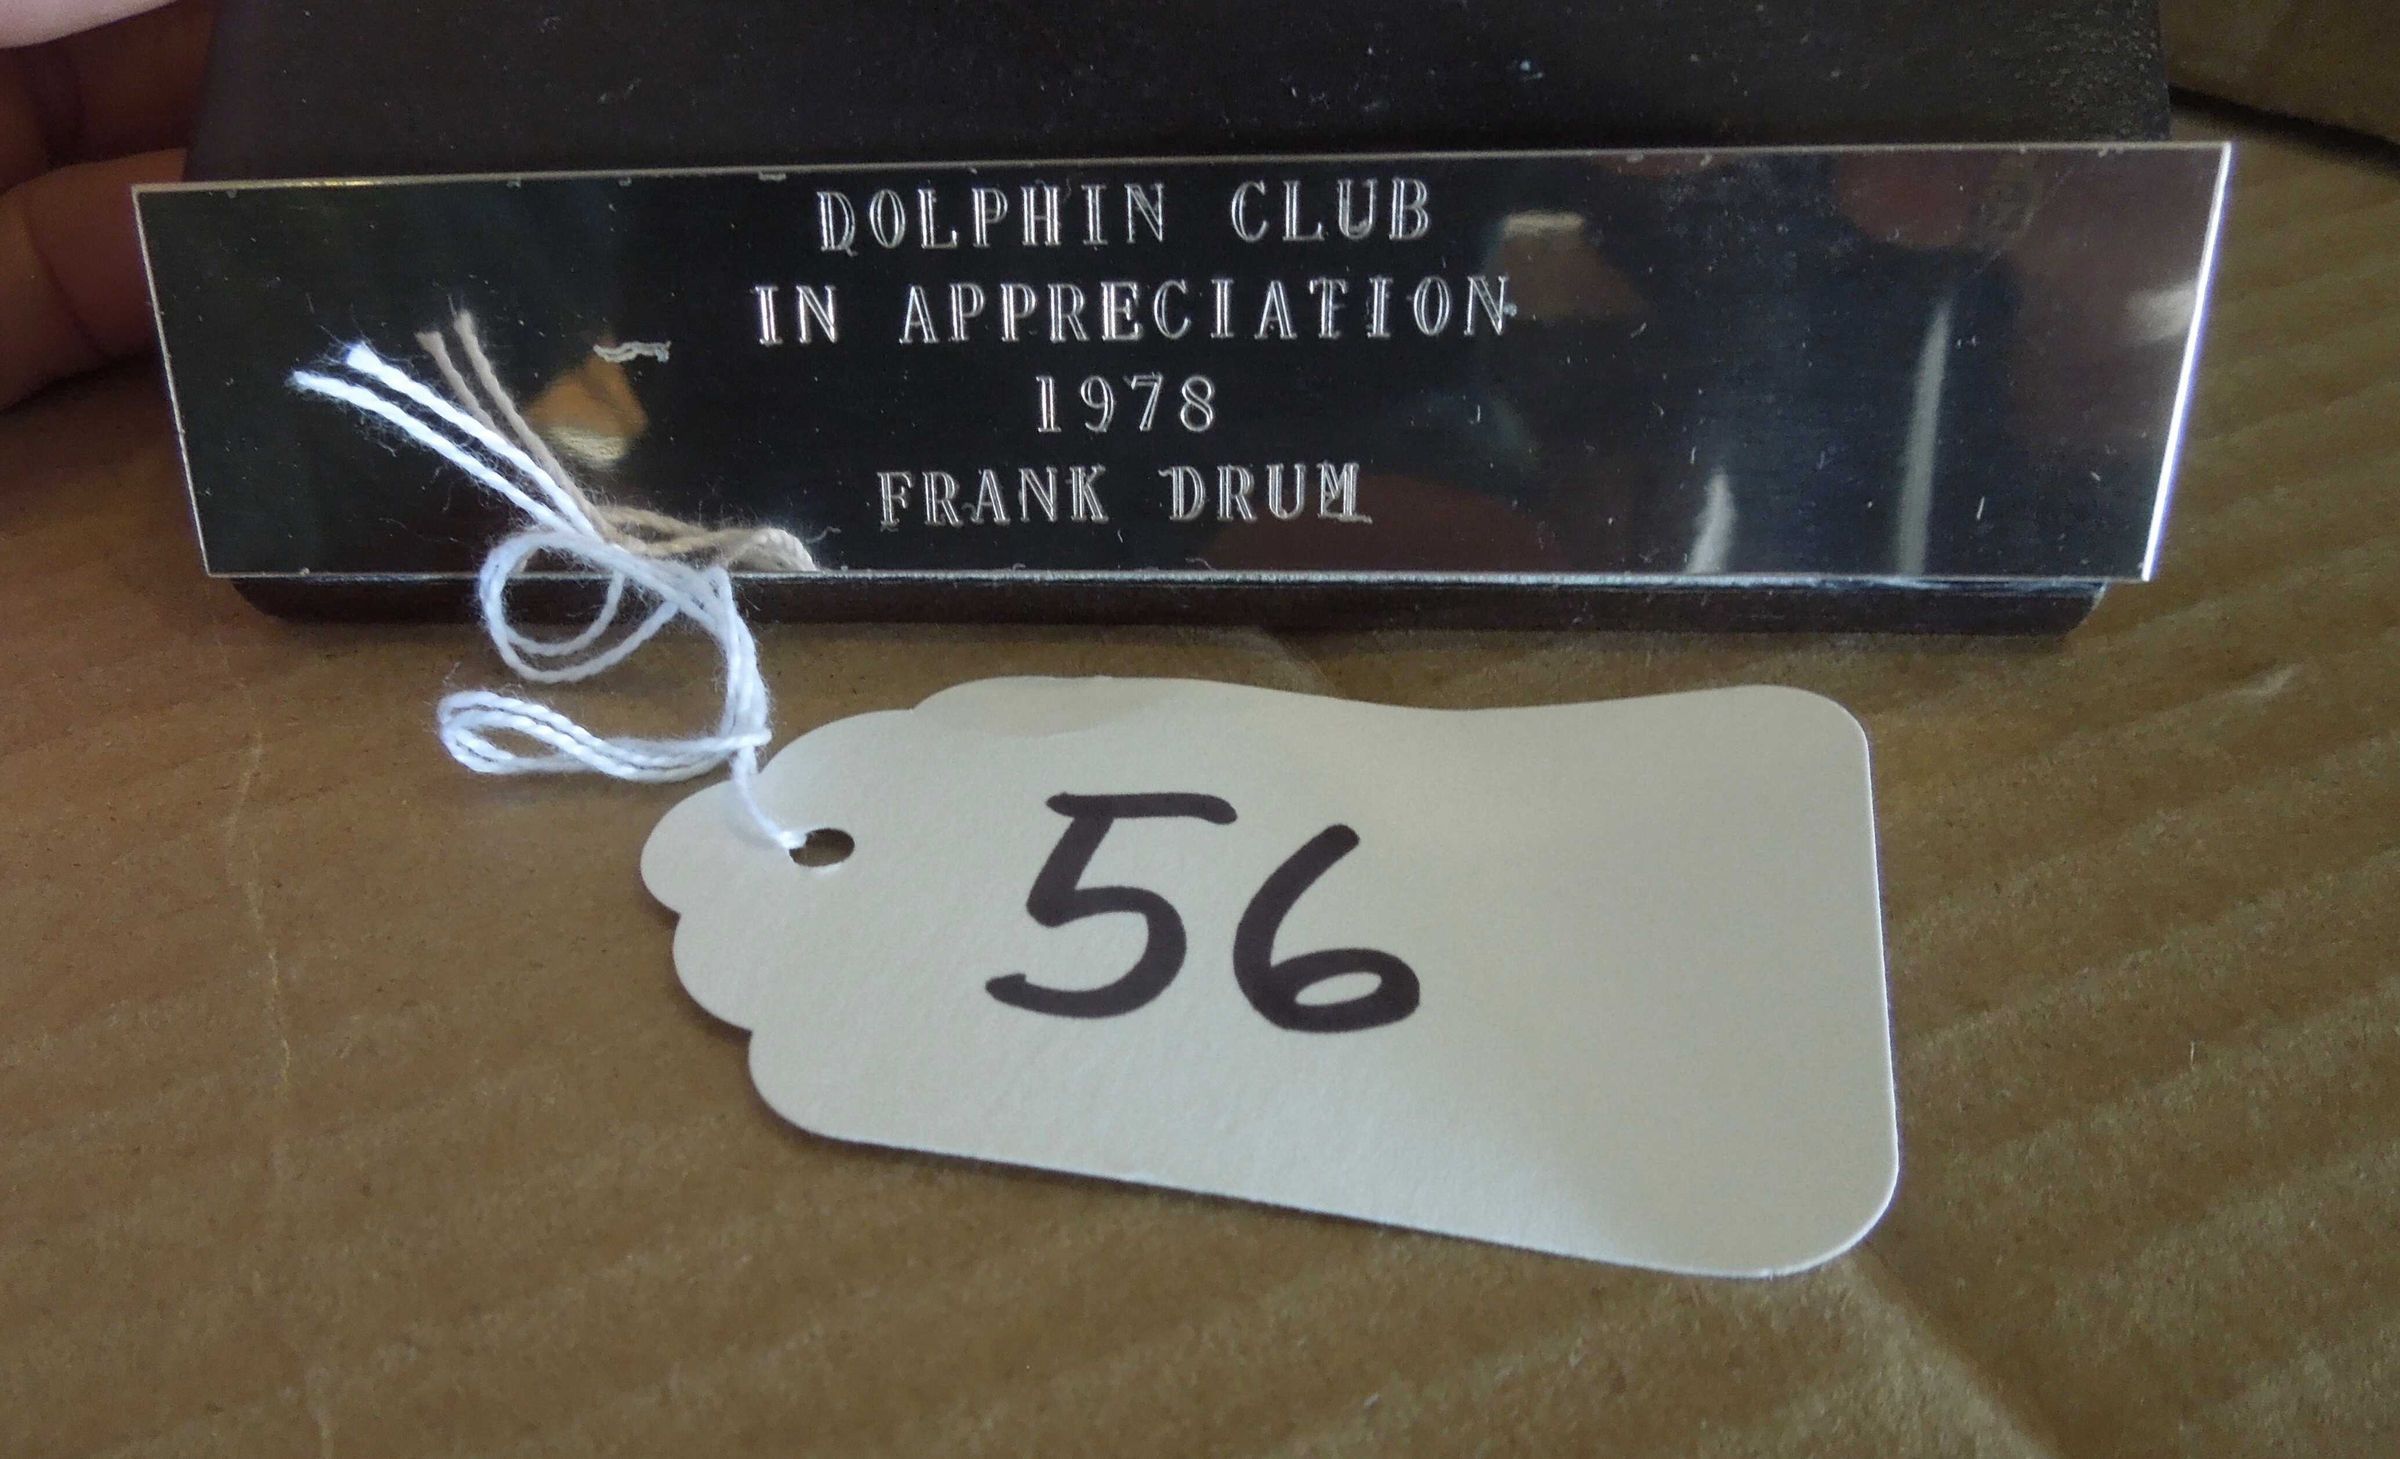 DOLPHIN CLUB
IN APPRECIATION
1978
FRANK DRUM
56